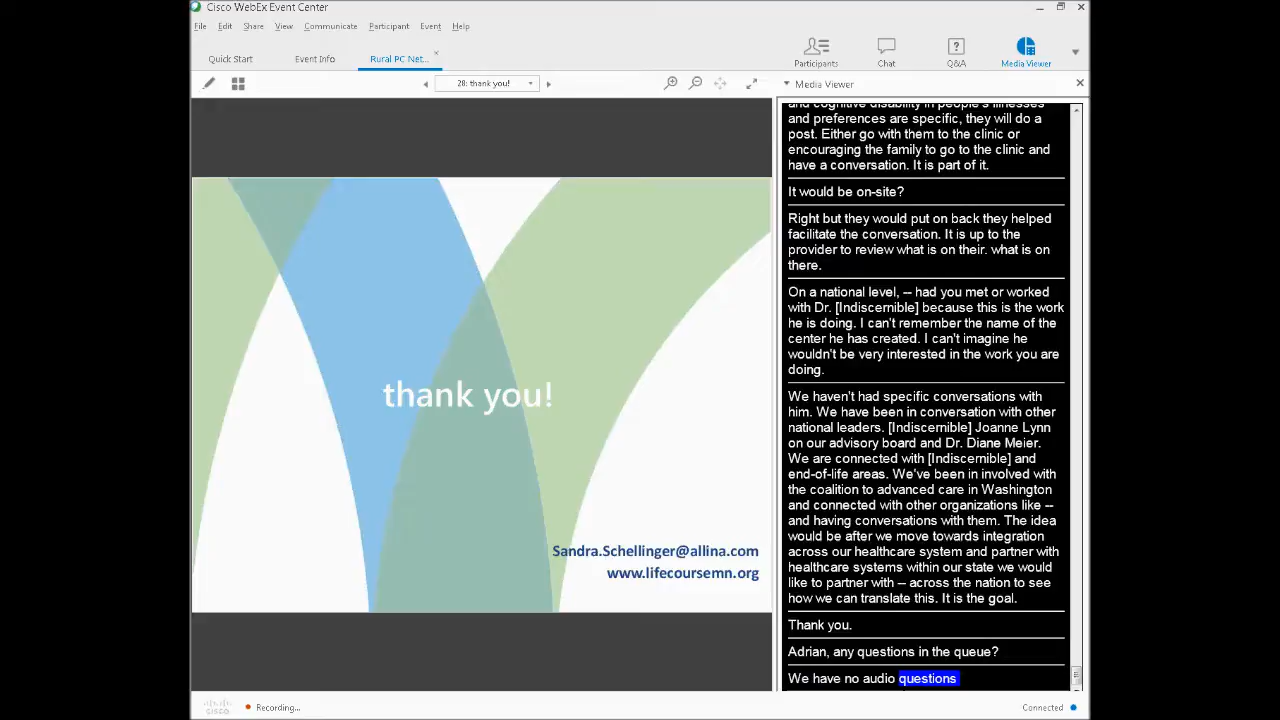 Cisco WebEx Event Center
File Edit Share View Communicate Participant Event Help
Quick Start Event Info Rural PC Net...
Participants Chat Q&A Media Viewer
28: thank you!
Media Viewer
thank you!
Sandra.Schellinger@allina.com
www.lifecoursemn.org
and cognitive disability in people's illnesses
and preferences are specific, they will do a
post. Either go with them to the clinic or
encouraging the family to go to the clinic and
have a conversation. It is part of it.
It would be on-site?
Right but they would put on back they helped
facilitate the conversation. It is up to the
provider to review what is on their. what is on
there.
On a national level, -- had you met or worked
with Dr. [Indiscernible] because this is the work
he is doing. I can't remember the name of the
center he has created. I can't imagine he
wouldn't be very interested in the work you are
doing.
We haven't had specific conversations with
him. We have been in conversation with other
national leaders. [Indiscernible] Joanne Lynn
on our advisory board and Dr. Diane Meier.
We are connected with [Indiscernible] and
end-of-life areas. We've been in involved with
the coalition to advanced care in Washington
and connected with other organizations like --
and having conversations with them. The idea
would be after we move towards integration
across our healthcare system and partner with
healthcare systems within our state we would
like to partner with -- across the nation to see
how we can translate this. It is the goal.
Thank you.
Adrian, any questions in the queue?
We have no audio questions
CISCO
Recording...
Connected